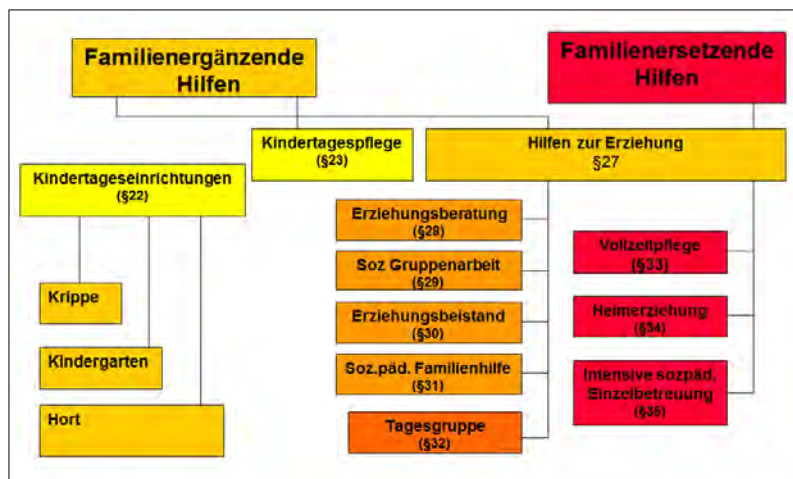 Familienergänzende
Hilfen
Familienersetzende
Hilfen
Kindertagespflege
(§23)
Hilfen zur Erziehung
§27
Kindertageseinrichtungen
(§22)
Erziehungsberatung
(§28)
Vollzeitpflege
(§33)
Soz Gruppenarbeit
(§29)
Krippe
Heimerziehung
(§34)
Erziehungsbeistand
(§30)
Kindergarten
Soz.päd. Familienhilfe
(§31)
Intensive sozpäd.
Einzelbetreuung
(§35)
Hort
Tagesgruppe
(§32)